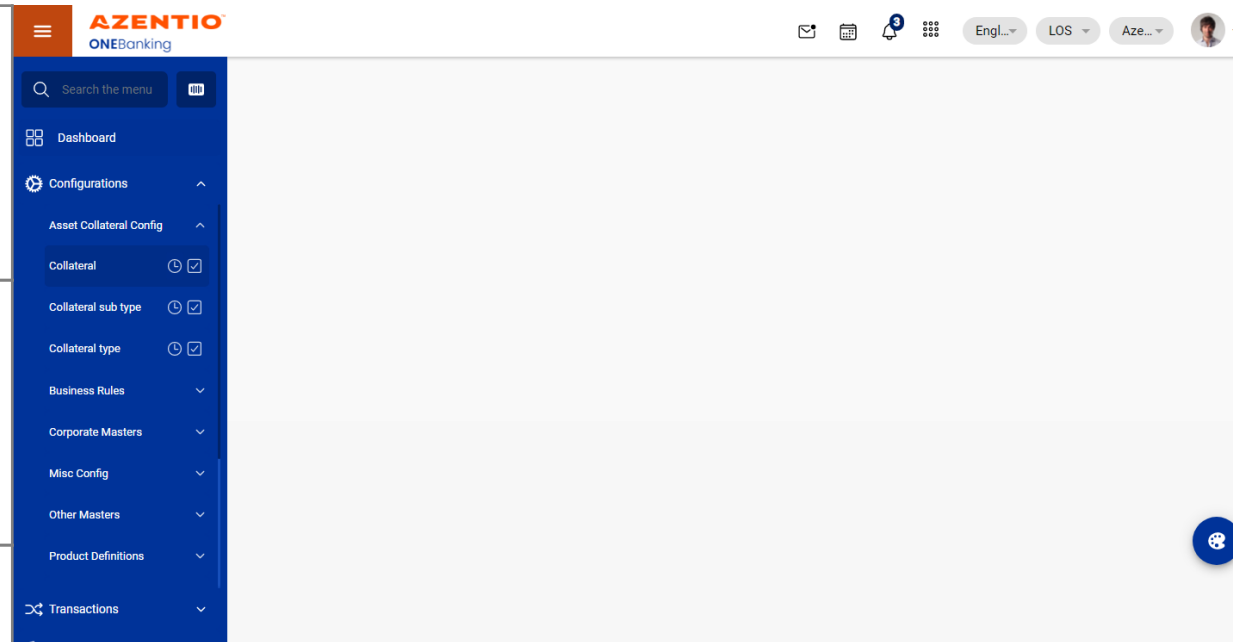 AZENTIO
ONEBanking
3
Engl...
LOS
Aze...
Search the menu
Dashboard
Configurations
Asset Collateral Config
Collateral
Collateral sub type
Collateral type
Business Rules
Corporate Masters
Misc Config
Other Masters
Product Definitions
Transactions